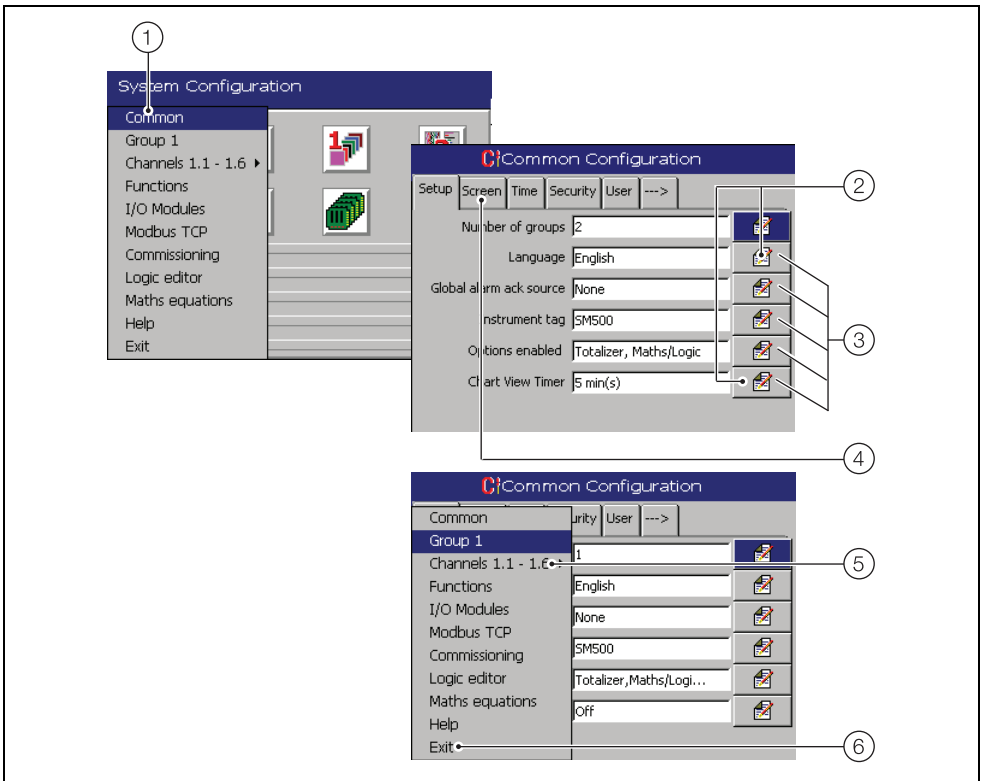 1
System Configuration
Common
Group 1
Channels 1.1 - 1.6
Functions
I/O Modules
Modbus TCP
Commissioning
Logic editor
Maths equations
Help
Exit
1
Common Configuration
Setup Screen Time Security User --->
2
Number of groups 2
Language English
Global alarm ack source None
Instrument tag SM500
3
Options enabled Totalizer, Maths/Logic
Chart View Timer 5 min(s)
4
Common Configuration
urity User --->
Common
Group 1
1
Channels 1.1 - 1.6
5
Functions
English
I/O Modules
None
Modbus TCP
Commissioning
SM500
Logic editor
Totalizer,Maths/Logi...
Maths equations
Off
Help
Exit
6